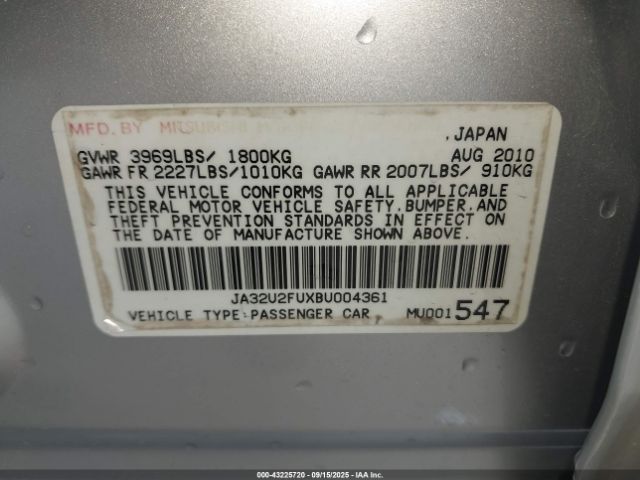 MFD. BY MITSUBISHI
, JAPAN
GVWR 3969LBS/ 1800KG AUG 2010
GAWR FR 2227LBS/1010KG GAWR RR 2007LBS/ 910KG
THIS VEHICLE CONFORMS TO ALL APPLICABLE
FEDERAL MOTOR VEHICLE SAFETY.BUMPER.AND
THEFT PREVENTION STANDARDS IN EFFECT ON
THE DATE OF MANUFACTURE SHOWN ABOVE.
JA32U2FUXBU004361
VEHICLE TYPE:PASSENGER CAR MU001547
000-43225720 - 09/15/2025 - IAAI.COM